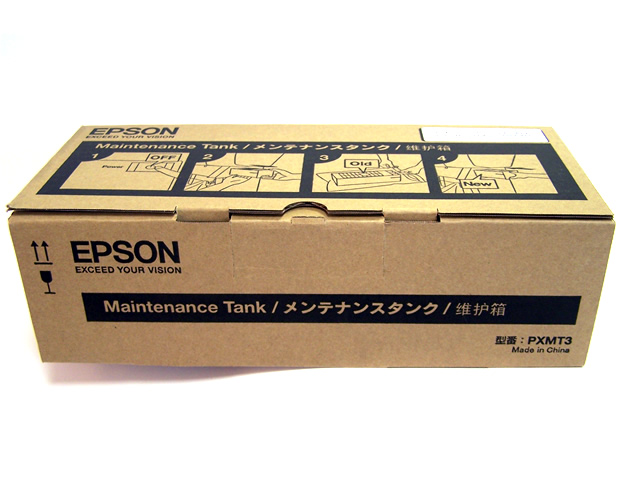 EPSON
EXCEED YOUR VISION
Maintenance Tank / メンテナンスタンク / 维护箱
1 Power OFF
2
3 Old
4 New
EPSON
EXCEED YOUR VISION
Maintenance Tank / メンテナンスタンク / 维护箱
型番: PXMT3
Made in China